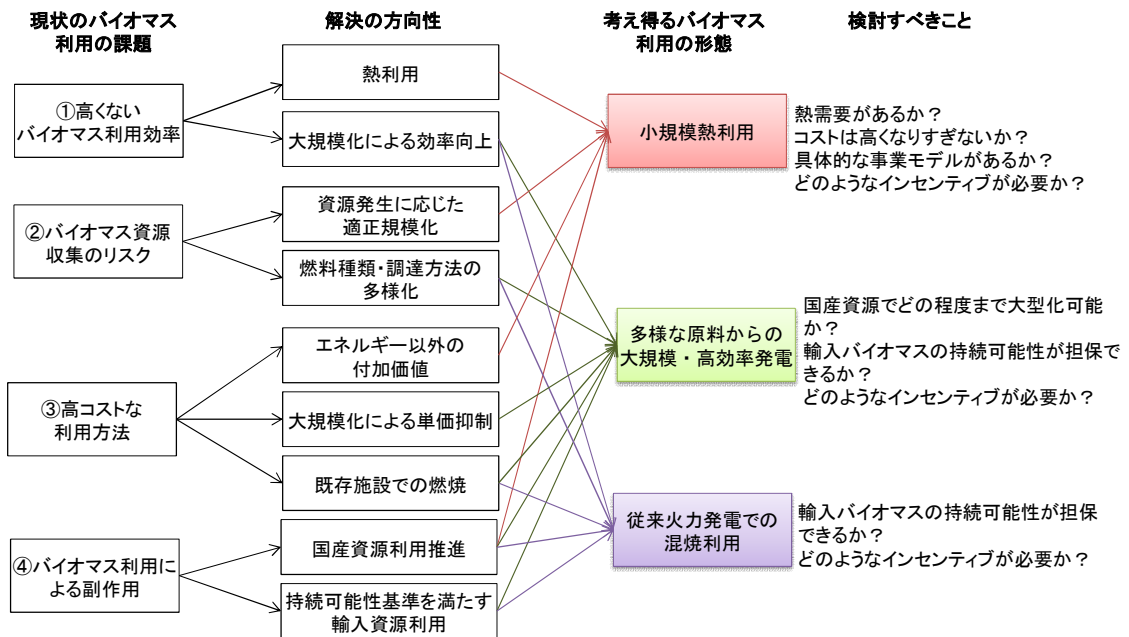 現状のバイオマス
利用の課題
解決の方向性
考え得るバイオマス
利用の形態
検討すべきこと
①高くない
バイオマス利用効率
②バイオマス資源
収集のリスク
③高コストな
利用方法
④バイオマス利用に
よる副作用
熱利用
大規模化による効率向上
資源発生に応じた
適正規模化
燃料種類・調達方法の
多様化
エネルギー以外の
付加価値
大規模化による単価抑制
既存施設での燃焼
国産資源利用推進
持続可能性基準を満たす
輸入資源利用
小規模熱利用
多様な原料からの
大規模・高効率発電
従来火力発電での
混焼利用
熱需要があるか？
コストは高くなりすぎないか？
具体的な事業モデルがあるか？
どのようなインセンティブが必要か？
国産資源でどの程度まで大型化可能
か？
輸入バイオマスの持続可能性が担保で
きるか？
どのようなインセンティブが必要か？
輸入バイオマスの持続可能性が担保
できるか？
どのようなインセンティブが必要か？